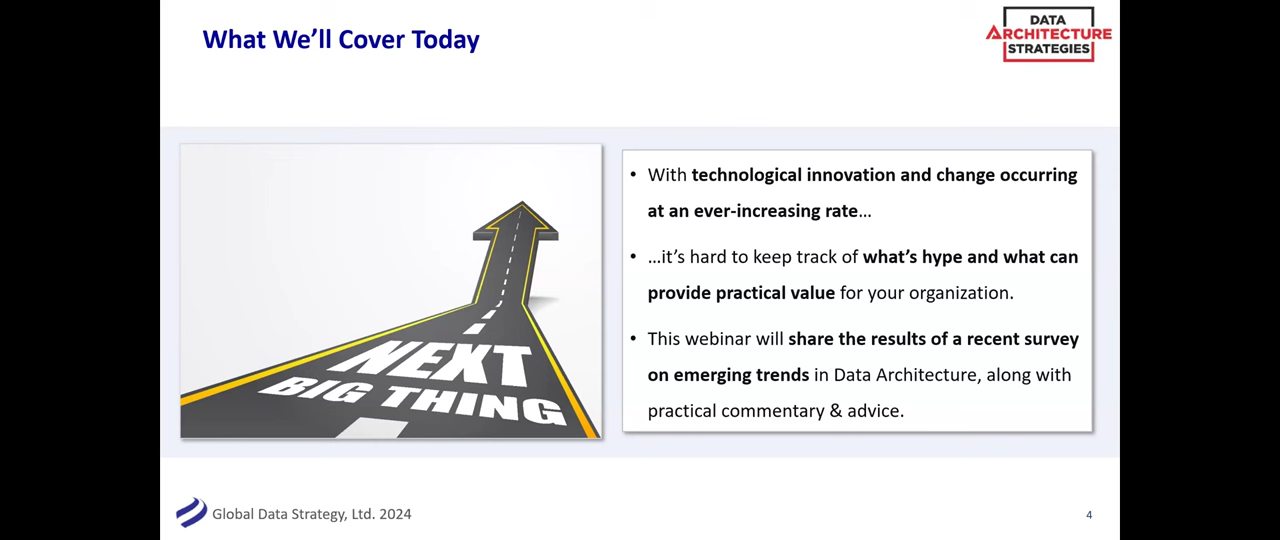 What We’ll Cover Today
DATA
ARCHITECTURE
STRATEGIES
NEXT
BIG THING
• With technological innovation and change occurring
at an ever-increasing rate…
• …it’s hard to keep track of what’s hype and what can
provide practical value for your organization.
• This webinar will share the results of a recent survey
on emerging trends in Data Architecture, along with
practical commentary & advice.
Global Data Strategy, Ltd. 2024
4